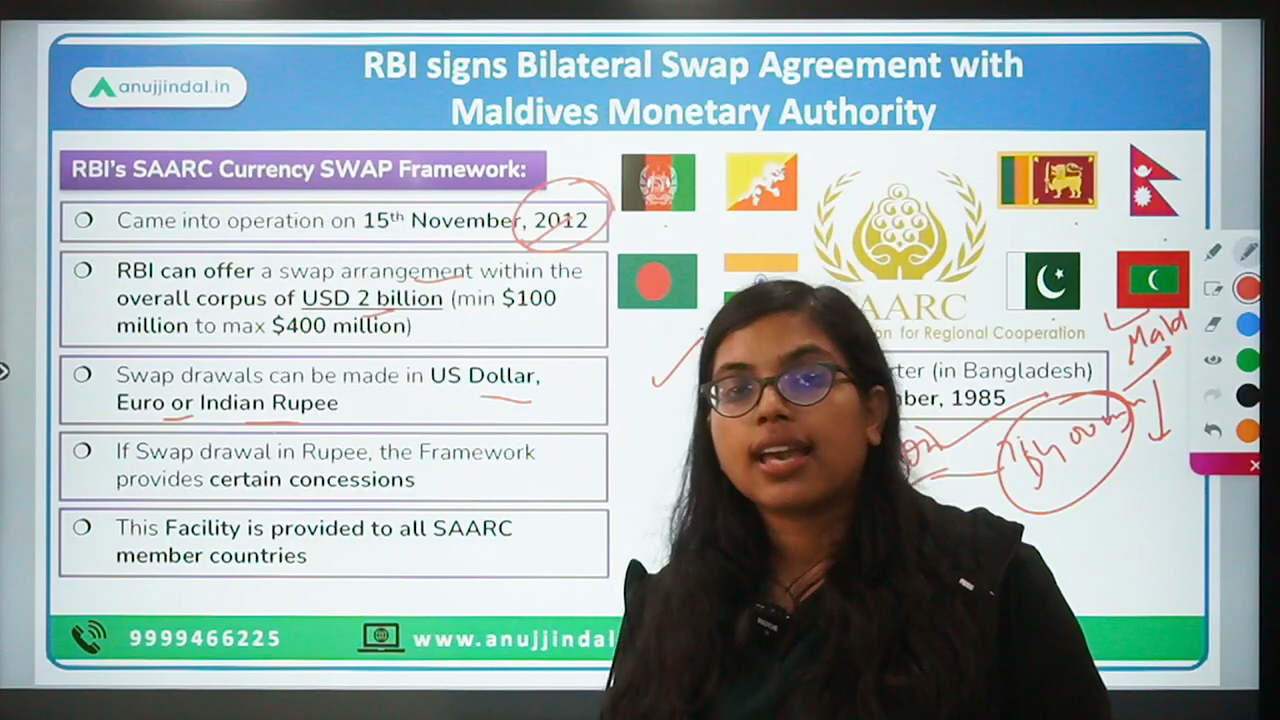 RBI signs Bilateral Swap Agreement with
Maldives Monetary Authority
anujjindal.in
RBI's SAARC Currency SWAP Framework:
Came into operation on 15th November, 2012
RBI can offer a swap arrangement within the
overall corpus of USD 2 billion (min $100
million to max $400 million)
Swap drawals can be made in US Dollar,
Euro or Indian Rupee
If Swap drawal in Rupee, the Framework
provides certain concessions
This Facility is provided to all SAARC
member countries
AARC
for Regional Cooperation
rter (in Bangladesh)
ber, 1985
Mald
9999466225
www.anujjindal